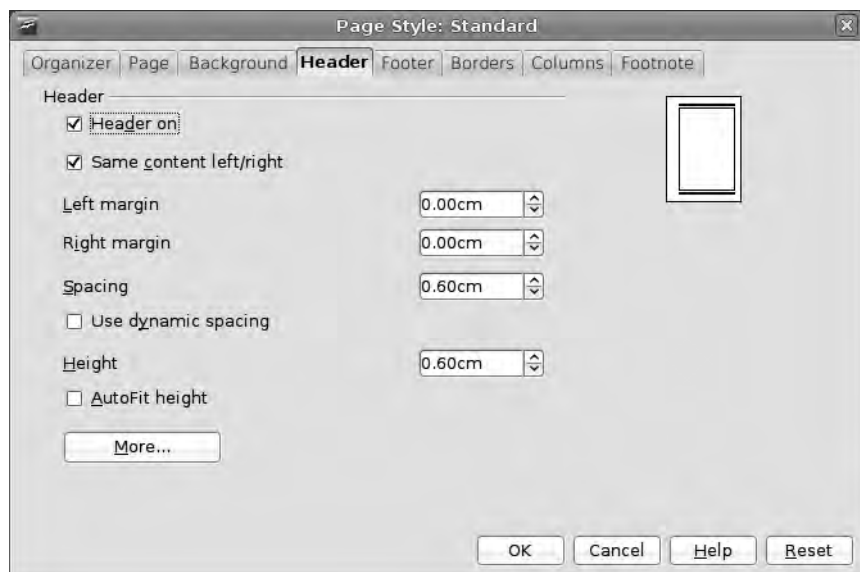 Page Style: Standard
Organizer Page Background Header Footer Borders Columns Footnote
Header
Header on
Same content left/right
Left margin 0.00cm
Right margin 0.00cm
Spacing 0.60cm
Use dynamic spacing
Height 0.60cm
AutoFit height
More...
OK Cancel Help Reset